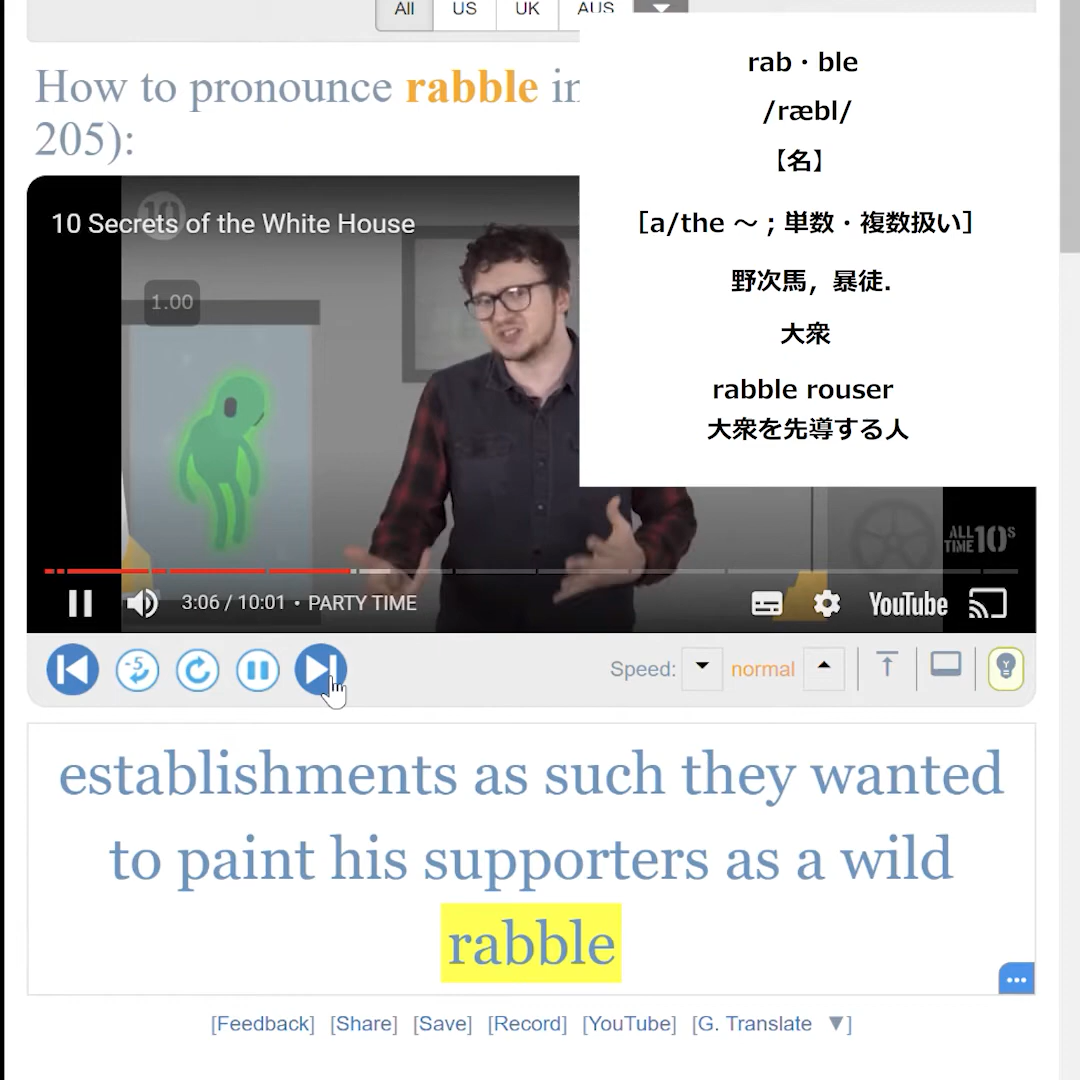 All US UK AUS
How to pronounce rabble in
205):
10 Secrets of the White House
10
1.00
rab・ble
/ræbl/
【名】
［a/the ～ ; 単数・複数扱い］
野次馬，暴徒.
大衆
rabble rouser
大衆を先導する人
ALL
TIME10s
3:06 / 10:01 • PARTY TIME
YouTube
-5
Speed: normal
establishments as such they wanted
to paint his supporters as a wild
rabble
...
[Feedback] [Share] [Save] [Record] [YouTube] [G. Translate ▼]